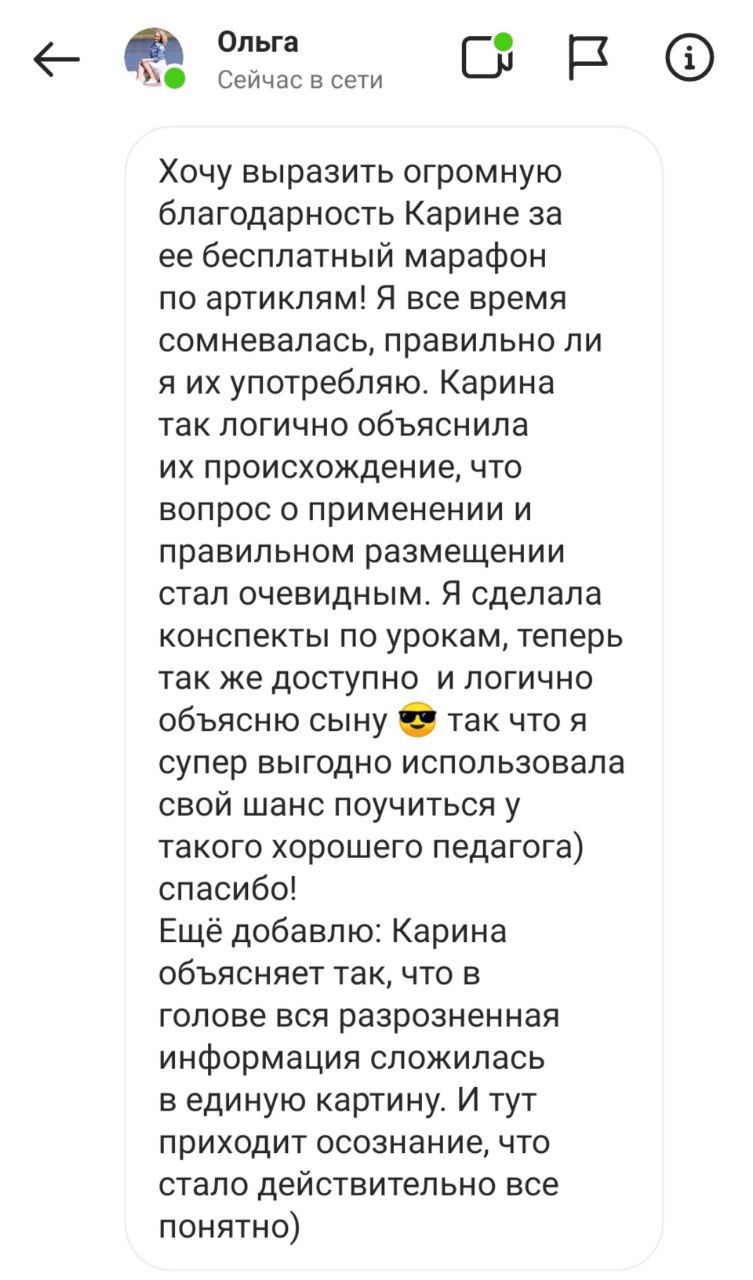 Ольга
Сейчас в сети
Хочу выразить огромную
благодарность Карине за
ее бесплатный марафон
по артиклям! Я все время
сомневалась, правильно ли
я их употребляю. Карина
так логично объяснила
их происхождение, что
вопрос о применении и
правильном размещении
стал очевидным. Я сделала
конспекты по урокам, теперь
так же доступно  и логично
объясню сыну 😎 так что я
супер выгодно использовала
свой шанс поучиться у
такого хорошего педагога)
спасибо!
Ещё добавлю: Карина
объясняет так, что в
голове вся разрозненная
информация сложилась
в единую картину. И тут
приходит осознание, что
стало действительно все
понятно)